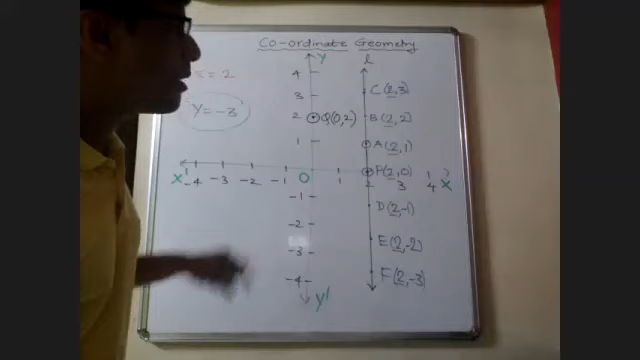 Co-ordinate Geometry
= 2
y = -3
Y
l
4
3
2
1
Q(0,2)
C(2,3)
B(2,2)
A(2,1)
P(2,0)
X'
-4 -3 -2 -1 O 1 2 3 4 X
-1
-2
-3
-4
Y'
D(2,-1)
E(2,-2)
F(2,-3)